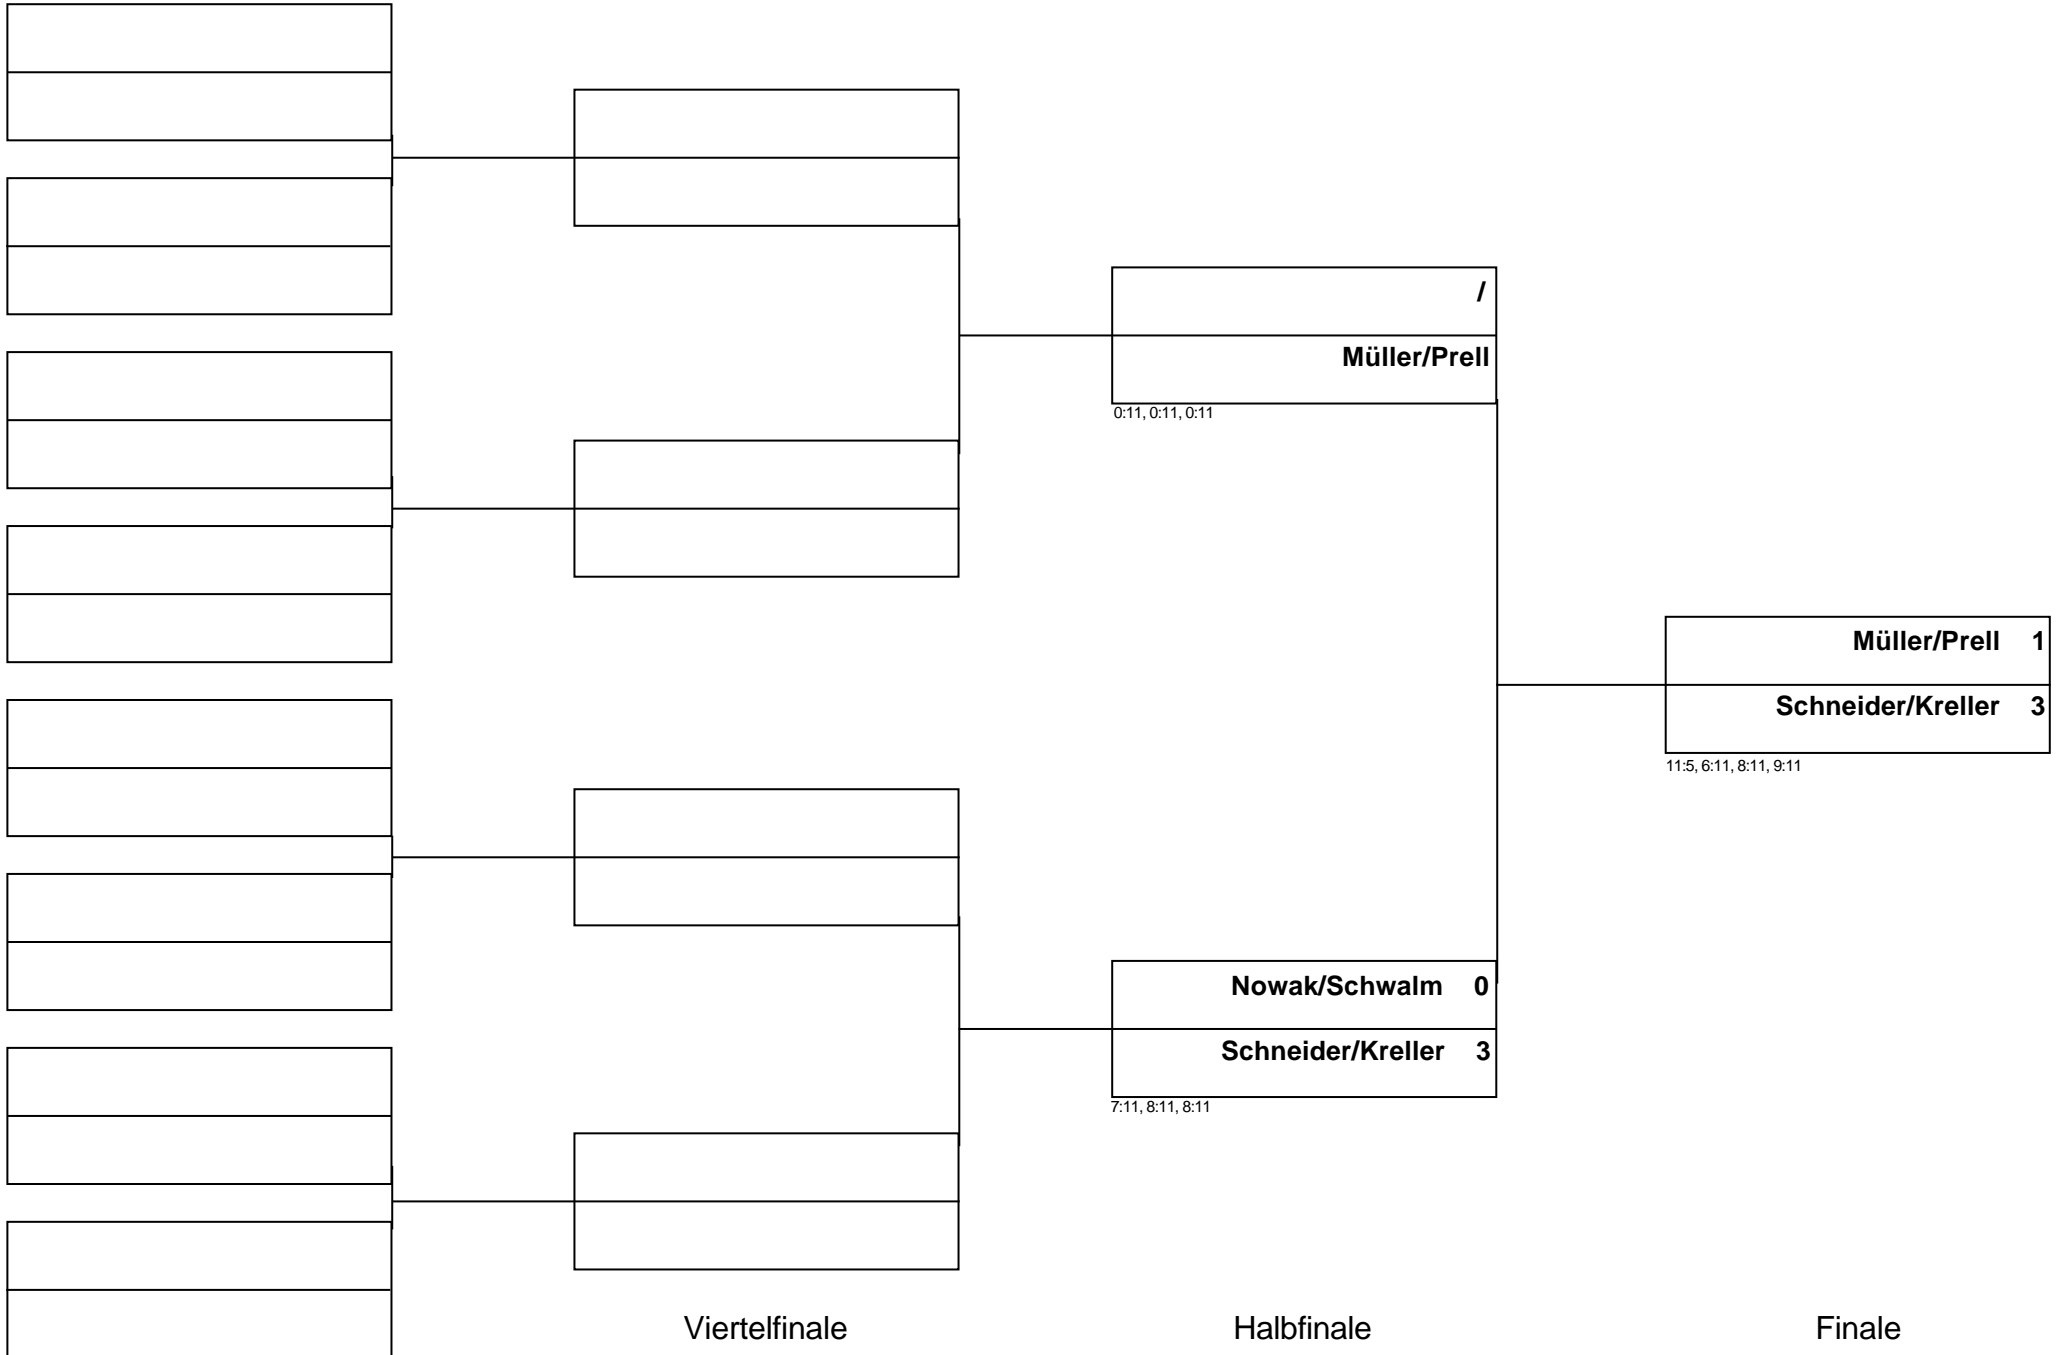 /
Müller/Prell
0:11, 0:11, 0:11
Müller/Prell 1
Schneider/Kreller 3
11:5, 6:11, 8:11, 9:11
Nowak/Schwalm 0
Schneider/Kreller 3
7:11, 8:11, 8:11
Viertelfinale Halbfinale Finale